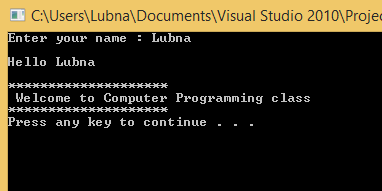 C:\Users\Lubna\Documents\Visual Studio 2010\Proje
Enter your name : Lubna
Hello Lubna
********************
Welcome to Computer Programming class
********************
Press any key to continue . . .